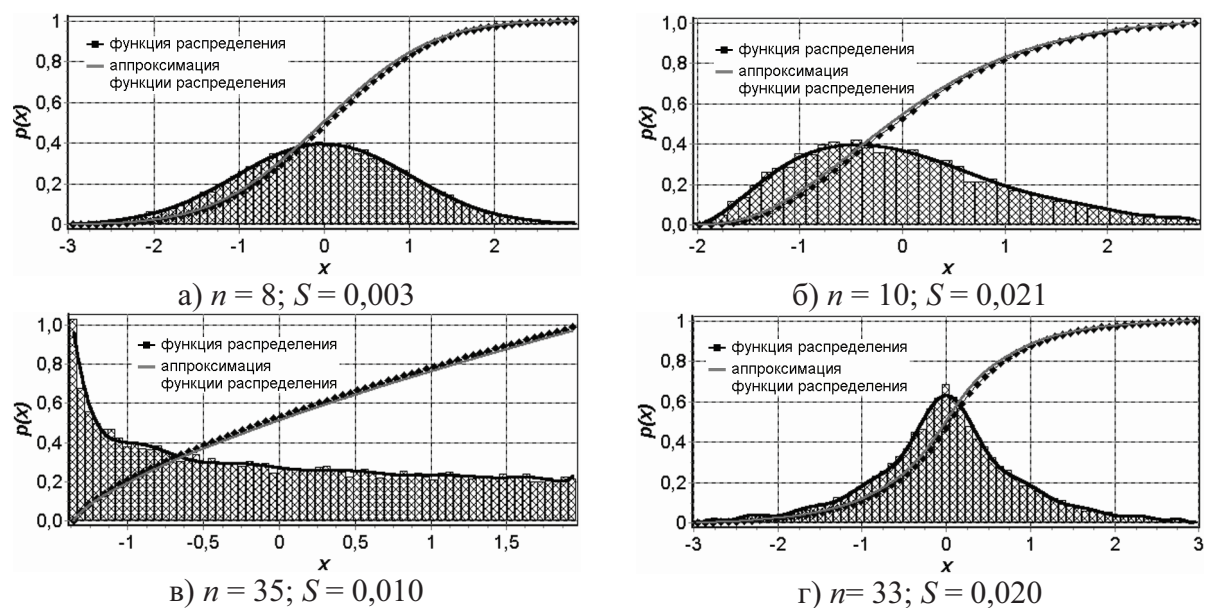 1
0,8
0,6
0,4
0,2
0,0
p(x)
функция распределения
аппроксимация
функции распределения
-3 -2 -1 0 1 2
x
а) n = 8; S = 0,003
1
0,8
0,6
0,4
0,2
0,0
p(x)
функция распределения
аппроксимация
функции распределения
-2 -1 0 1 2
x
б) n = 10; S = 0,021
1,0
0,8
0,6
0,4
0,2
0,0
p(x)
функция распределения
аппроксимация
функции распределения
-1 -0,5 0 0,5 1 1,5
x
в) n = 35; S = 0,010
1
0,8
0,6
0,4
0,2
0
p(x)
функция распределения
аппроксимация
функции распределения
-3 -2 -1 0 1 2 3
x
г) n= 33; S = 0,020